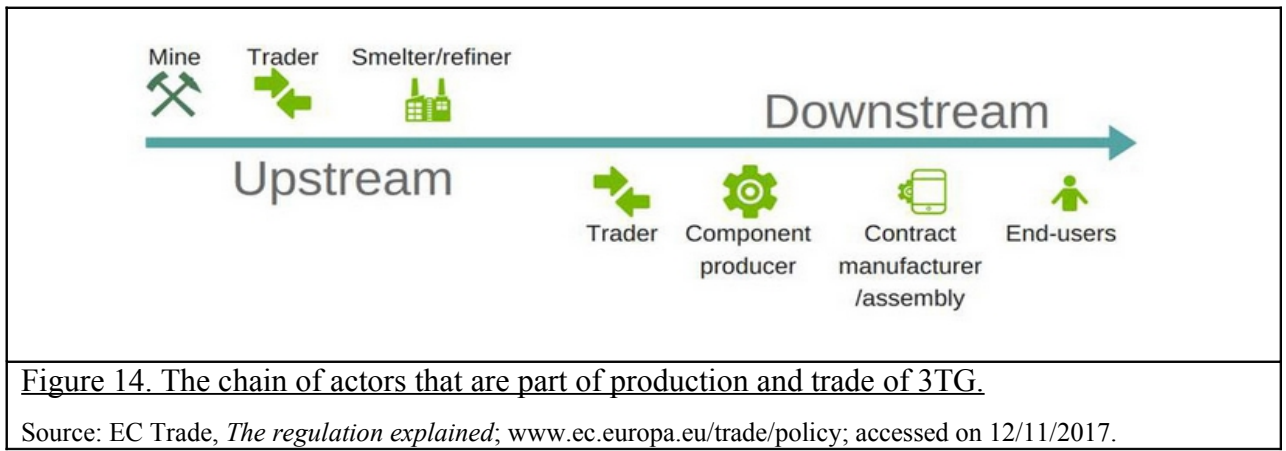 Mine Trader Smelter/refiner
Downstream
Upstream
Trader Component producer Contract manufacturer /assembly End-users
Figure 14. The chain of actors that are part of production and trade of 3TG.
Source: EC Trade, The regulation explained; www.ec.europa.eu/trade/policy; accessed on 12/11/2017.